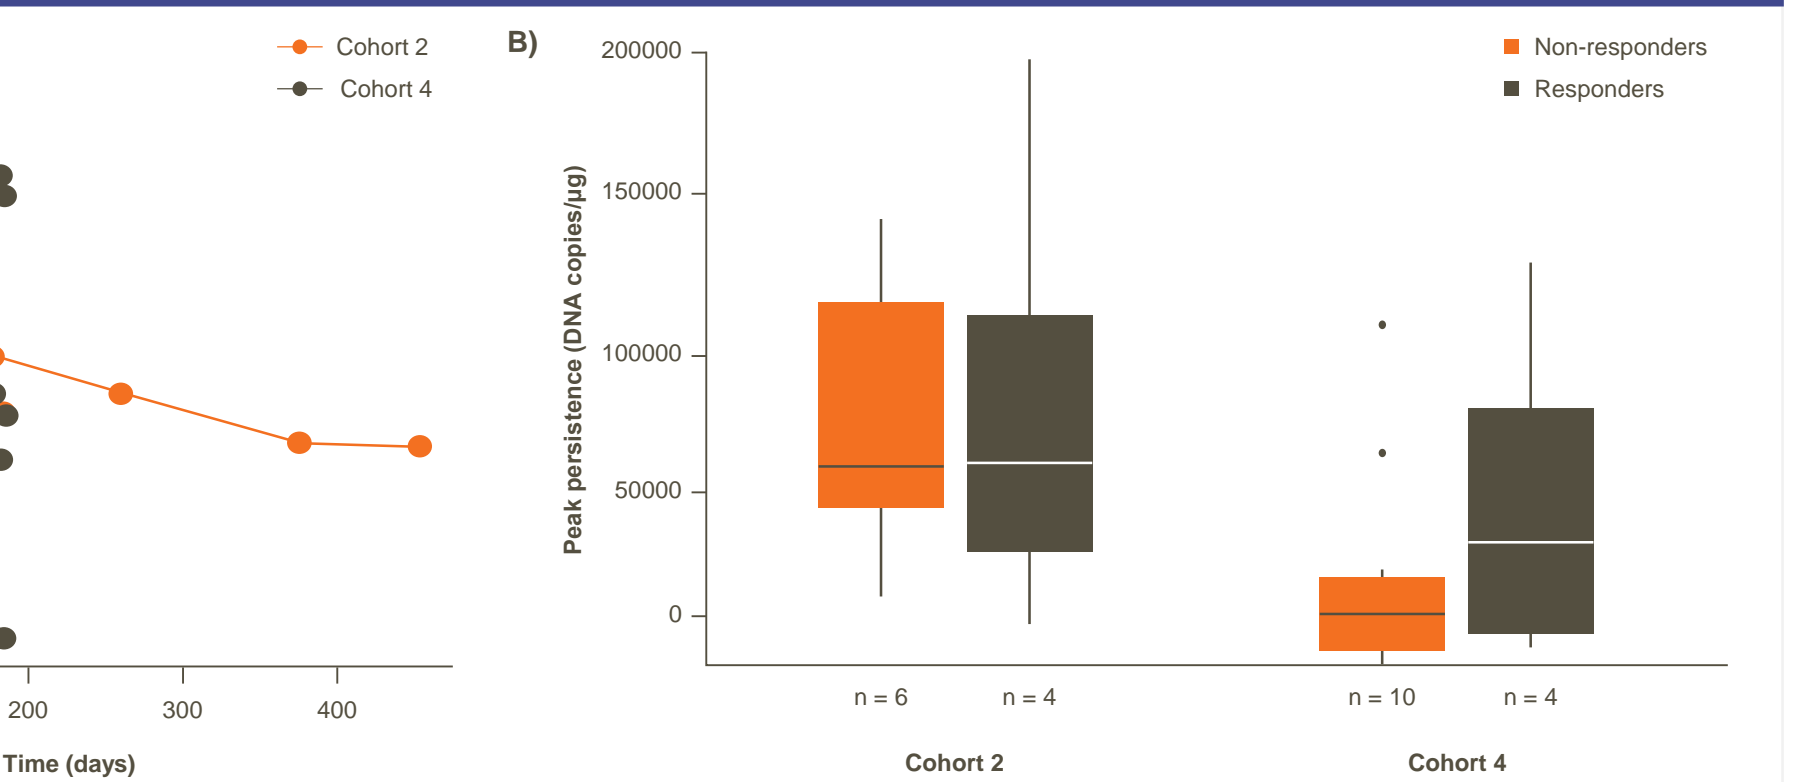 Cohort 2
Cohort 4
200
300
400
Time (days)
B)
Non-responders
Responders
Peak persistence (DNA copies/µg)
200000
150000
100000
50000
0
n = 6
n = 4
n = 10
n = 4
Cohort 2
Cohort 4